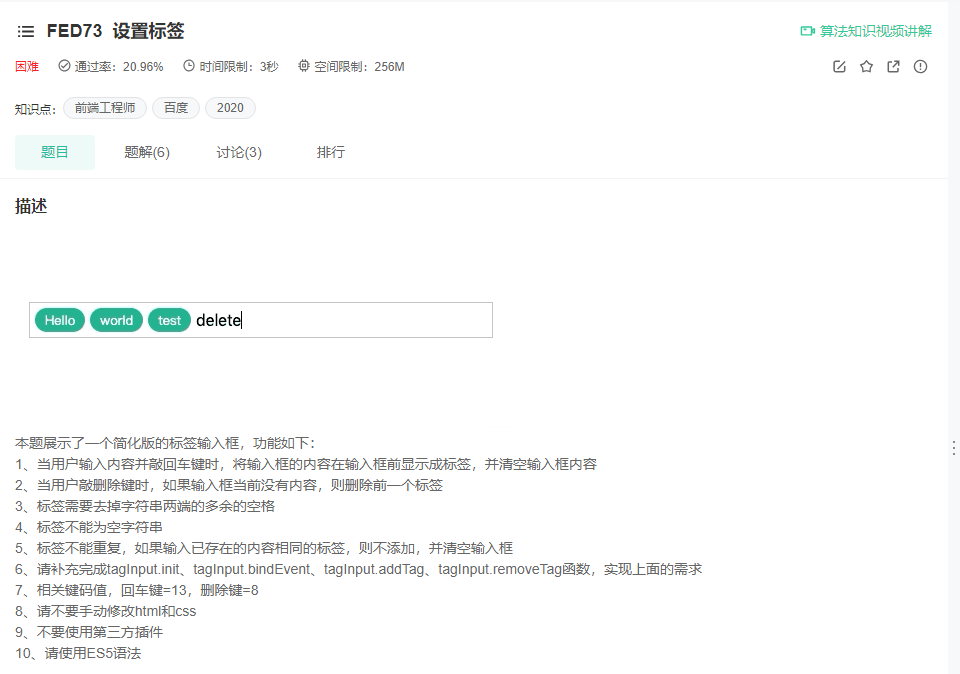 FED73 设置标签
算法知识视频讲解
困难 通过率：20.96% 时间限制：3秒 空间限制：256M
知识点： 前端工程师 百度 2020
题目 题解(6) 讨论(3) 排行
描述
Hello world test delete
本题展示了一个简化版的标签输入框，功能如下：
1、当用户输入内容并敲回车键时，将输入框的内容在输入框前显示成标签，并清空输入框内容
2、当用户敲删除键时，如果输入框当前没有内容，则删除前一个标签
3、标签需要去掉字符串两端的多余的空格
4、标签不能为空字符串
5、标签不能重复，如果输入已存在的内容相同的标签，则不添加，并清空输入框
6、请补充完成tagInput.init、tagInput.bindEvent、tagInput.addTag、tagInput.removeTag函数，实现上面的需求
7、相关键码值，回车键=13，删除键=8
8、请不要手动修改html和css
9、不要使用第三方插件
10、请使用ES5语法